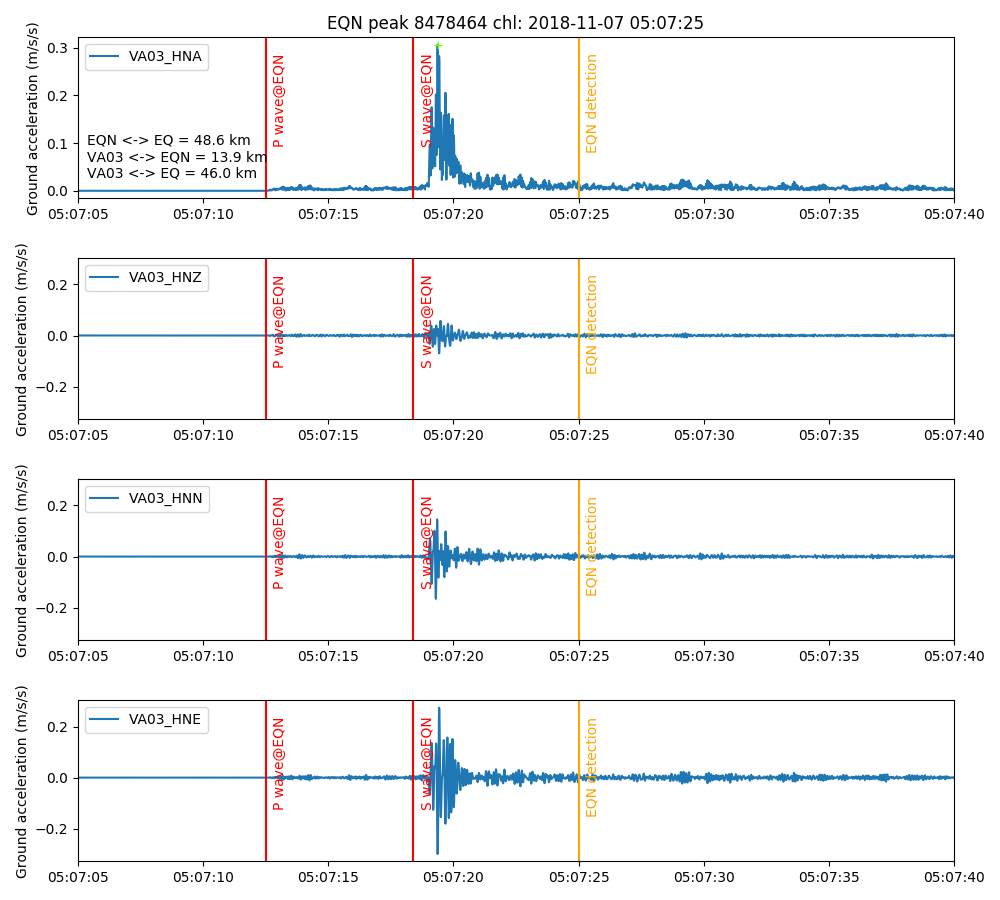 EQN peak 8478464 chl: 2018-11-07 05:07:25
Ground acceleration (m/s/s)
0.3
0.2
0.1
0.0
VA03_HNA
P wave@EQN
S wave@EQN
EQN detection
EQN <-> EQ = 48.6 km
VA03 <-> EQN = 13.9 km
VA03 <-> EQ = 46.0 km
05:07:05 05:07:10 05:07:15 05:07:20 05:07:25 05:07:30 05:07:35 05:07:40
Ground acceleration (m/s/s)
0.2
0.0
−0.2
VA03_HNZ
P wave@EQN
S wave@EQN
EQN detection
05:07:05 05:07:10 05:07:15 05:07:20 05:07:25 05:07:30 05:07:35 05:07:40
Ground acceleration (m/s/s)
0.2
0.0
−0.2
VA03_HNN
P wave@EQN
S wave@EQN
EQN detection
05:07:05 05:07:10 05:07:15 05:07:20 05:07:25 05:07:30 05:07:35 05:07:40
Ground acceleration (m/s/s)
0.2
0.0
−0.2
VA03_HNE
P wave@EQN
S wave@EQN
EQN detection
05:07:05 05:07:10 05:07:15 05:07:20 05:07:25 05:07:30 05:07:35 05:07:40